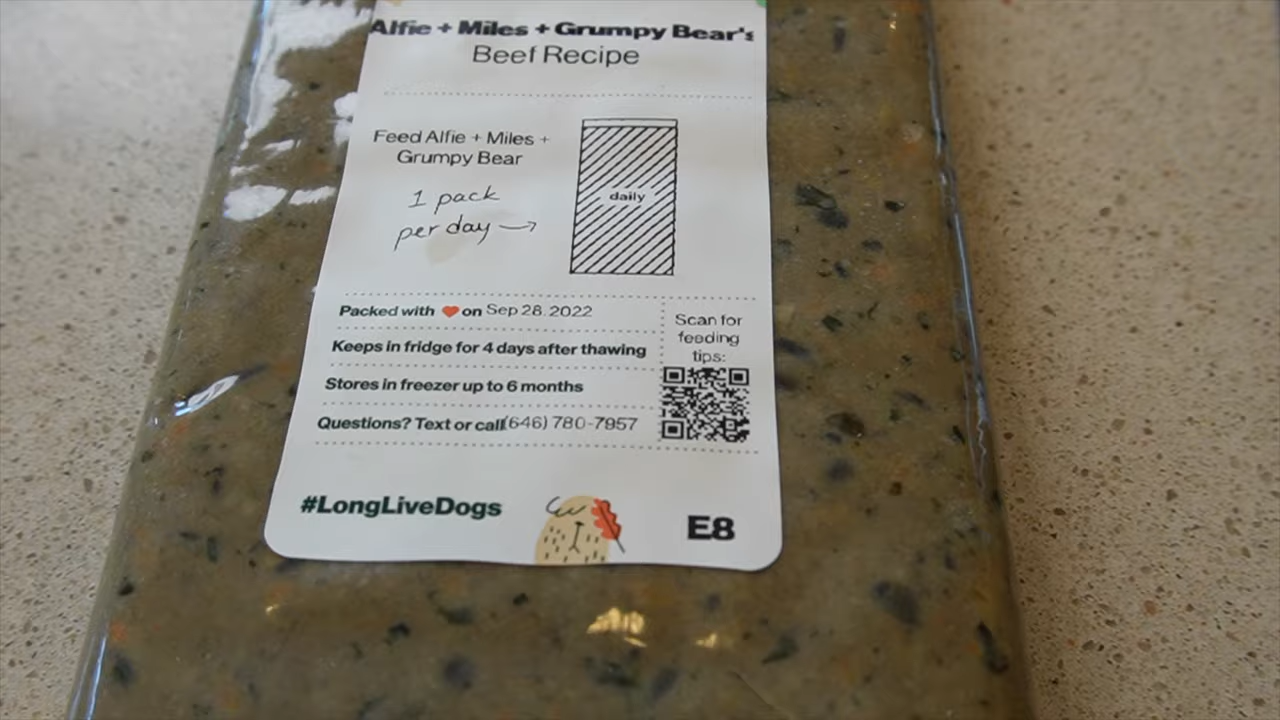 Alfie + Miles + Grumpy Bear's
Beef Recipe
Feed Alfie + Miles +
Grumpy Bear
1 pack
per day →
daily
Packed with ❤ on Sep 28 2022
Keeps in fridge for 4 days after thawing
Stores in freezer up to 6 months
Questions? Text or call (646) 780-7957
Scan for
feeding
tips:
#LongLiveDogs
E8